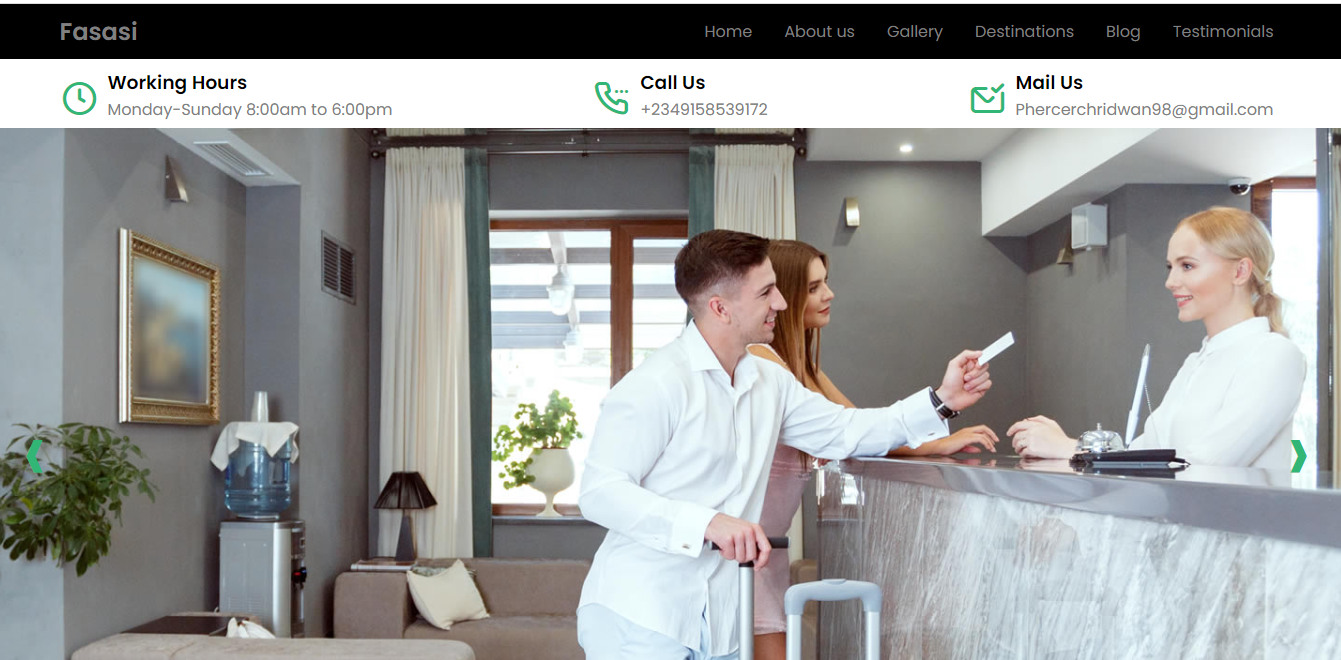 Fasasi
Home About us Gallery Destinations Blog Testimonials
Working Hours
Monday-Sunday 8:00am to 6:00pm
Call Us
+2349158539172
Mail Us
Phercerchridwan98@gmail.com